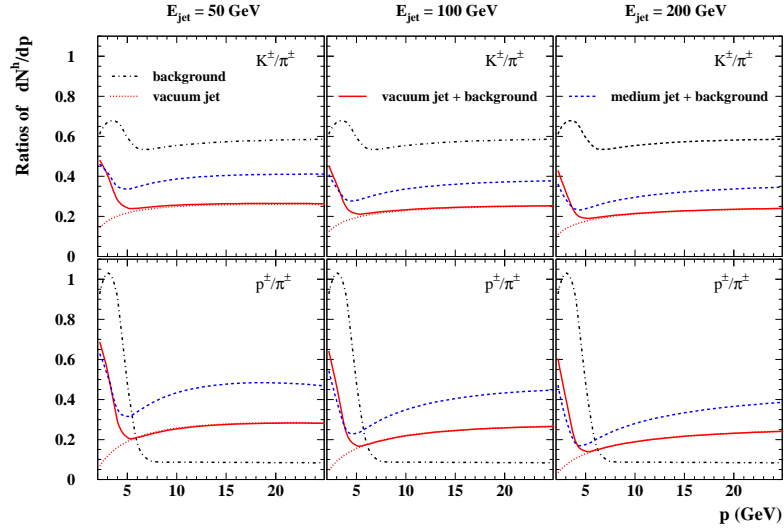 E_jet = 50 GeV E_jet = 100 GeV E_jet = 200 GeV
Ratios of dN^h/dp
1
0.8
0.6
0.4
0.2
0
K^±/π^±
background
vacuum jet
K^±/π^±
vacuum jet + background
K^±/π^±
medium jet + background
1
0.8
0.6
0.4
0.2
0
p^±/π^±
p^±/π^±
p^±/π^±
5 10 15 20 5 10 15 20 5 10 15 20
p (GeV)